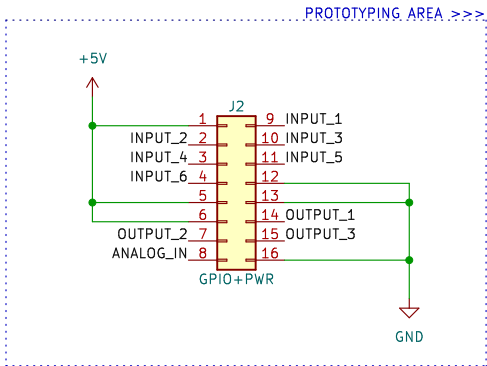 PROTOTYPING AREA >>>
+5V
J2
1 9 INPUT_1
INPUT_2 2 10 INPUT_3
INPUT_4 3 11 INPUT_5
INPUT_6 4 12
5 13
6 14 OUTPUT_1
OUTPUT_2 7 15 OUTPUT_3
ANALOG_IN 8 16
GPIO+PWR
GND